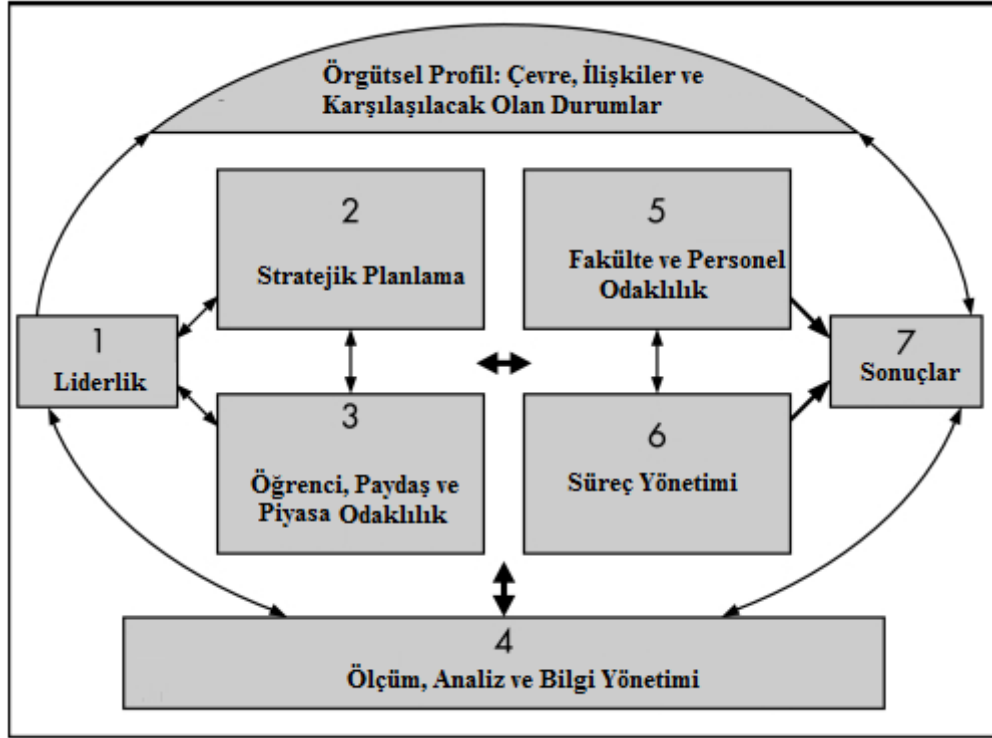 Örgütsel Profil: Çevre, İlişkiler ve
Karşılaşılacak Olan Durumlar
2
Stratejik Planlama
5
Fakülte ve Personel
Odaklılık
1
Liderlik
7
Sonuçlar
3
Öğrenci, Paydaş ve
Piyasa Odaklılık
6
Süreç Yönetimi
4
Ölçüm, Analiz ve Bilgi Yönetimi